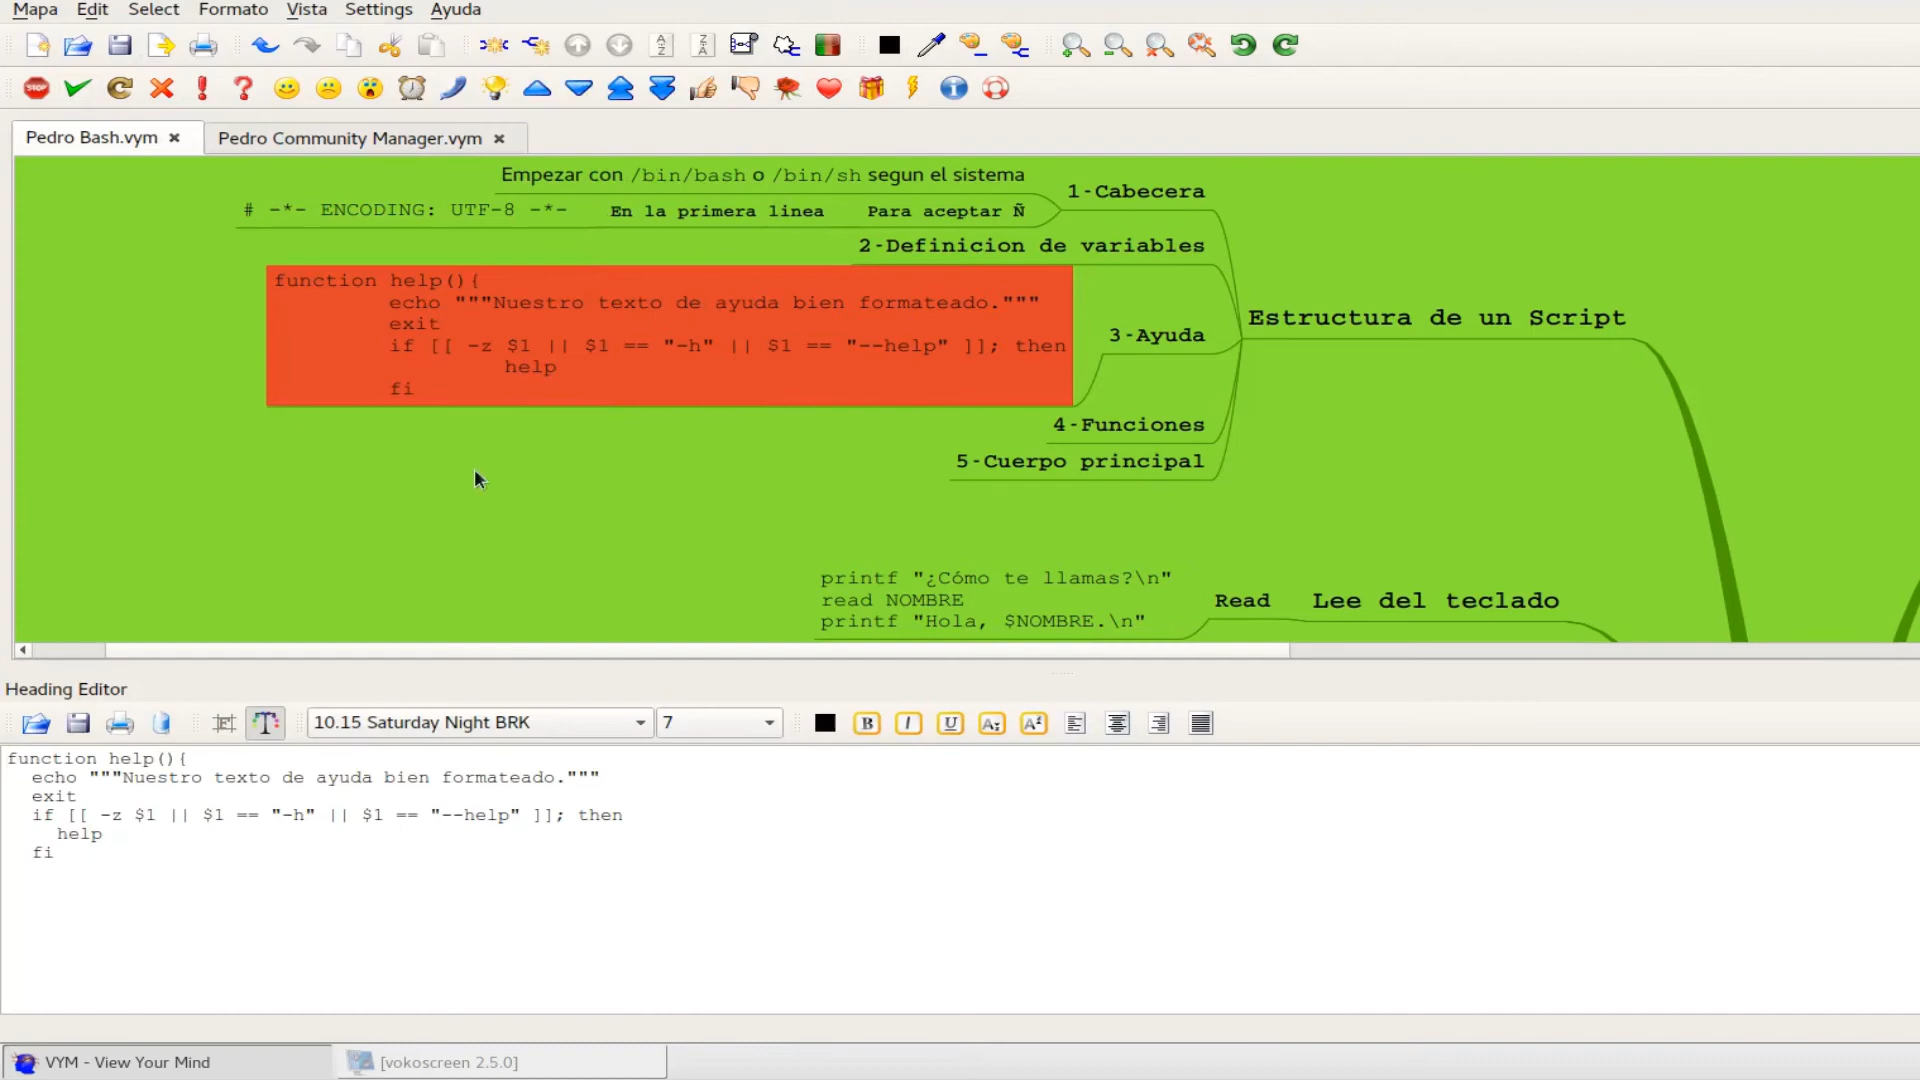 Mapa Edit Select Formato Vista Settings Ayuda
A Z
Z A
STOP
Pedro Bash.vym
Pedro Community Manager.vym
Empezar con /bin/bash o /bin/sh segun el sistema
1-Cabecera
# -*- ENCODING: UTF-8 -*- En la primera linea Para aceptar Ñ
2-Definicion de variables
function help(){
echo """Nuestro texto de ayuda bien formateado."""
exit
if [[ -z $1 || $1 == "-h" || $1 == "--help" ]]; then
help
fi
3-Ayuda
Estructura de un Script
4-Funciones
5-Cuerpo principal
printf "¿Cómo te llamas?\n"
read NOMBRE
printf "Hola, $NOMBRE.\n"
Read
Lee del teclado
Heading Editor
10.15 Saturday Night BRK 7
function help(){
echo """Nuestro texto de ayuda bien formateado."""
exit
if [[ -z $1 || $1 == "-h" || $1 == "--help" ]]; then
help
fi
VYM - View Your Mind
[vokoscreen 2.5.0]